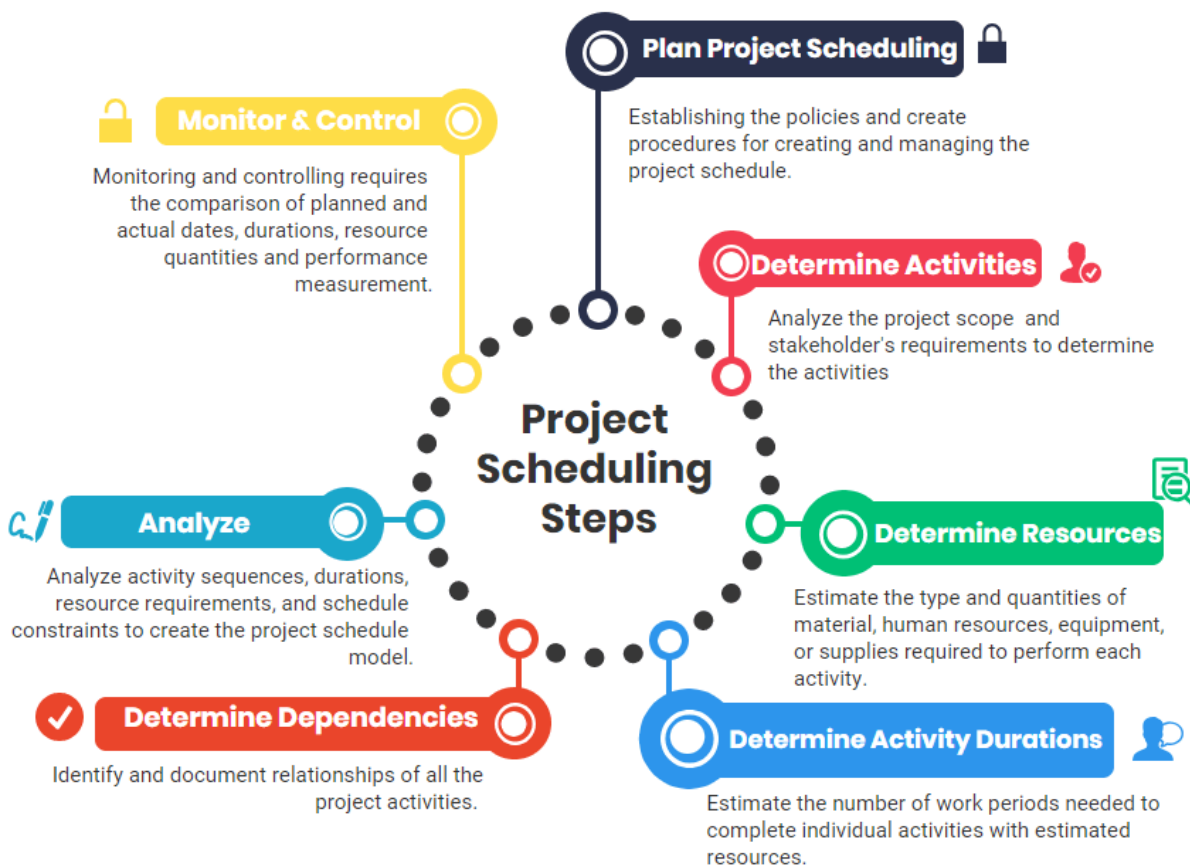 Project
Scheduling
Steps
Plan Project Scheduling
Establishing the policies and create
procedures for creating and managing the
project schedule.
Determine Activities
Analyze the project scope and
stakeholder's requirements to determine
the activities
Determine Resources
Estimate the type and quantities of
material, human resources, equipment,
or supplies required to perform each
activity.
Determine Activity Durations
Estimate the number of work periods needed to
complete individual activities with estimated
resources.
Determine Dependencies
Identify and document relationships of all the
project activities.
Analyze
Analyze activity sequences, durations,
resource requirements, and schedule
constraints to create the project schedule
model.
Monitor & Control
Monitoring and controlling requires
the comparison of planned and
actual dates, durations, resource
quantities and performance
measurement.